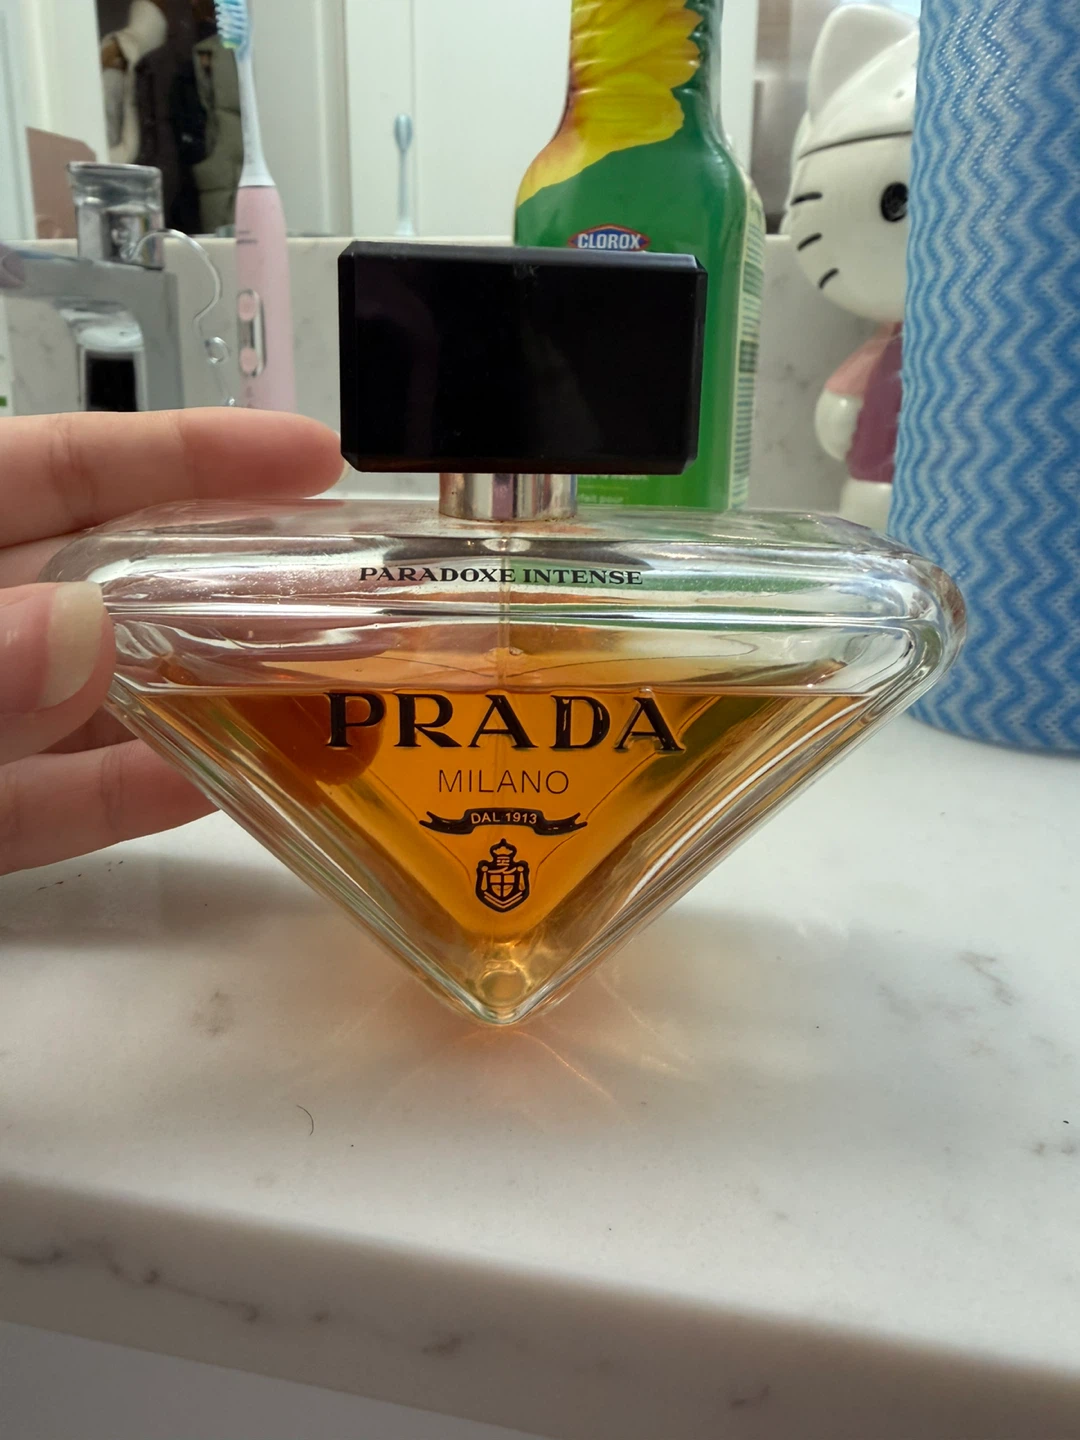 CLOROX
PARADOXE INTENSE
PRADA
MILANO
DAL 1913